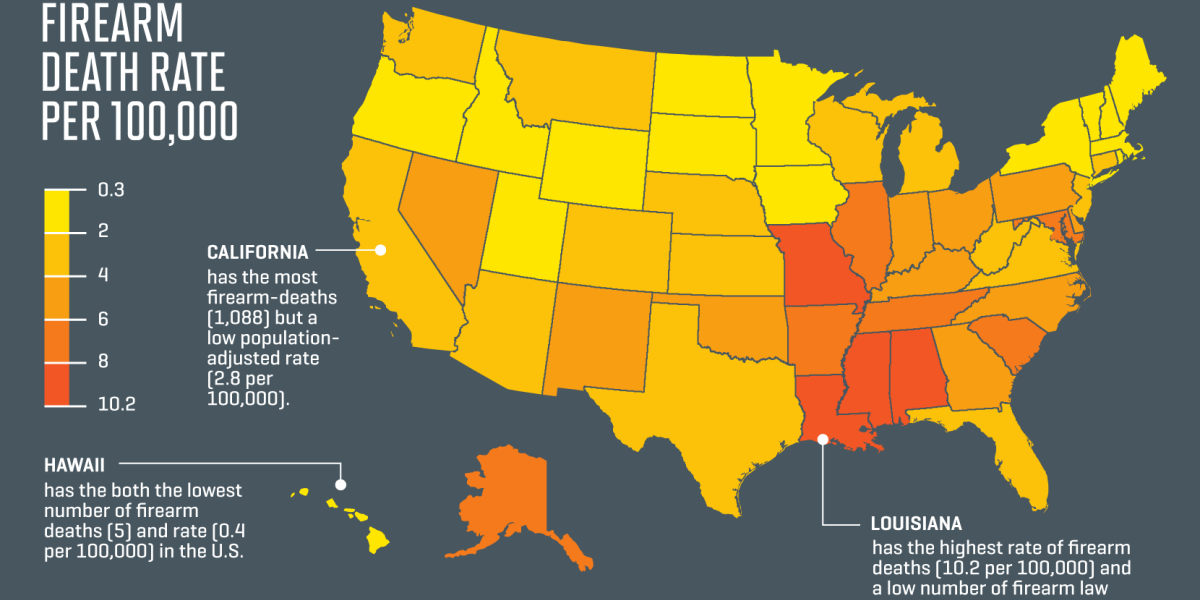 FIREARM
DEATH RATE
PER 100,000
0.3
2
4
6
8
10.2
CALIFORNIA
has the most
firearm-deaths
(1,088) but a
low population-
adjusted rate
(2.8 per
100,000).
HAWAII
has the both the lowest
number of firearm
deaths (5) and rate (0.4
per 100,000) in the U.S.
LOUISIANA
has the highest rate of firearm
deaths (10.2 per 100,000) and
a low number of firearm law